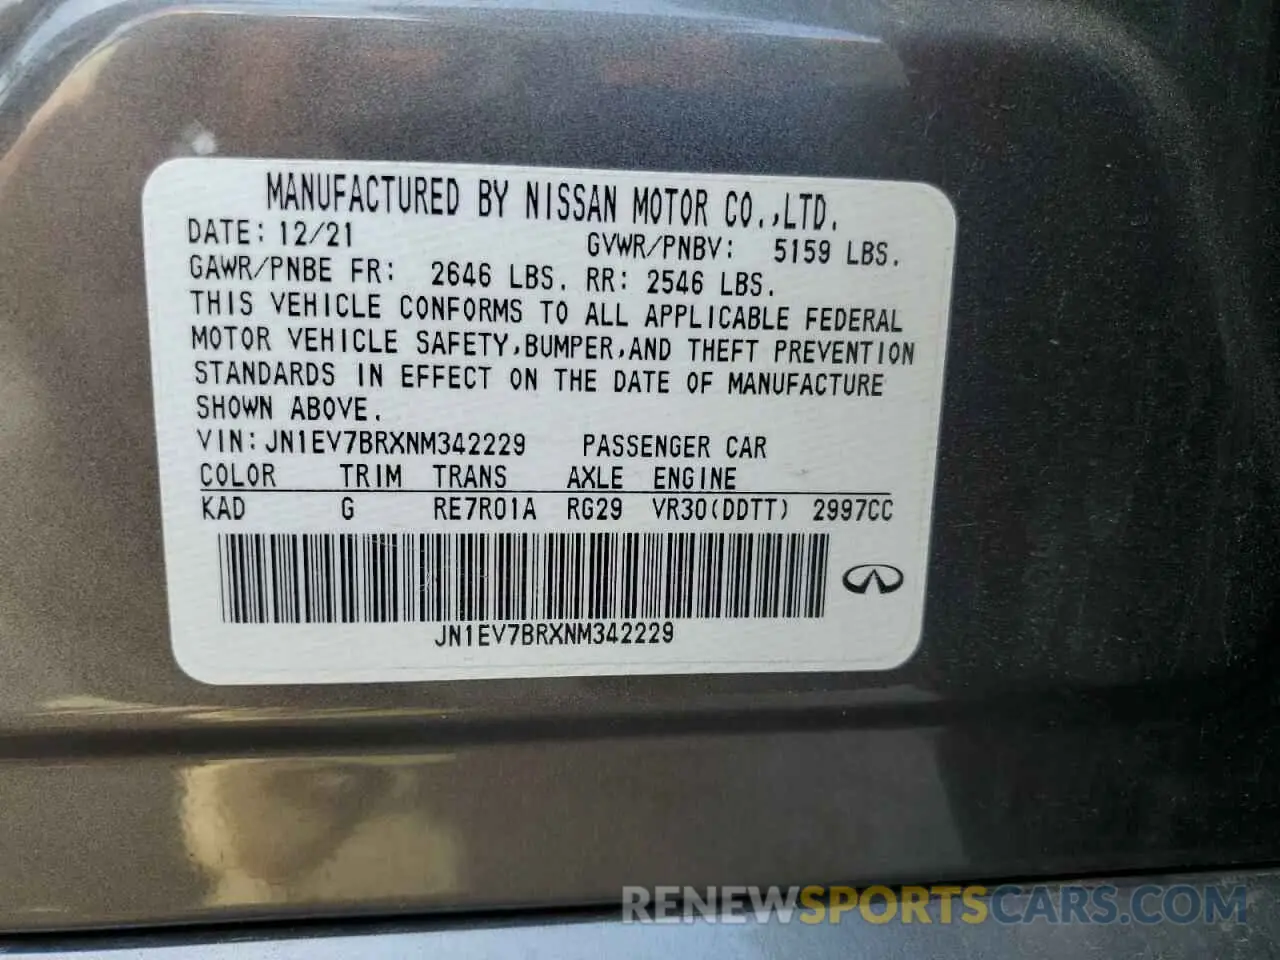 MANUFACTURED BY NISSAN MOTOR CO.,LTD.
DATE: 12/21 GVWR/PNBV: 5159 LBS.
GAWR/PNBE FR: 2646 LBS. RR: 2546 LBS.
THIS VEHICLE CONFORMS TO ALL APPLICABLE FEDERAL
MOTOR VEHICLE SAFETY,BUMPER,AND THEFT PREVENTION
STANDARDS IN EFFECT ON THE DATE OF MANUFACTURE
SHOWN ABOVE.
VIN:JN1EV7BRXNM342229 PASSENGER CAR
COLOR TRIM TRANS AXLE ENGINE
KAD G RE7R01A RG29 VR30(DDTT) 2997CC
JN1EV7BRXNM342229
RENEWSPORTSCARS.COM